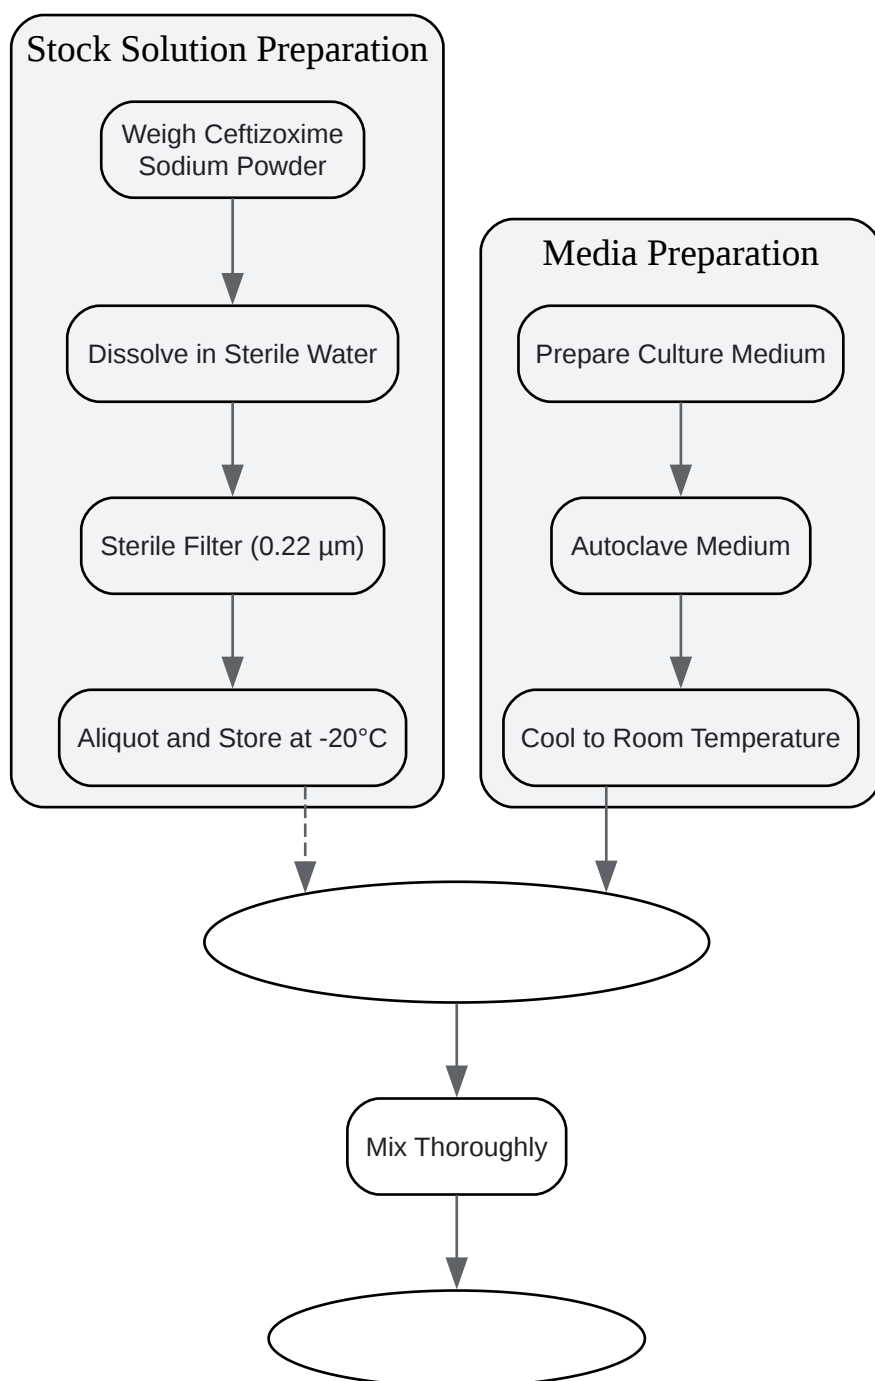 Stock Solution Preparation
Weigh Ceftizoxime
Sodium Powder
Dissolve in Sterile Water
Sterile Filter (0.22 µm)
Aliquot and Store at -20°C
Media Preparation
Prepare Culture Medium
Autoclave Medium
Cool to Room Temperature
Mix Thoroughly